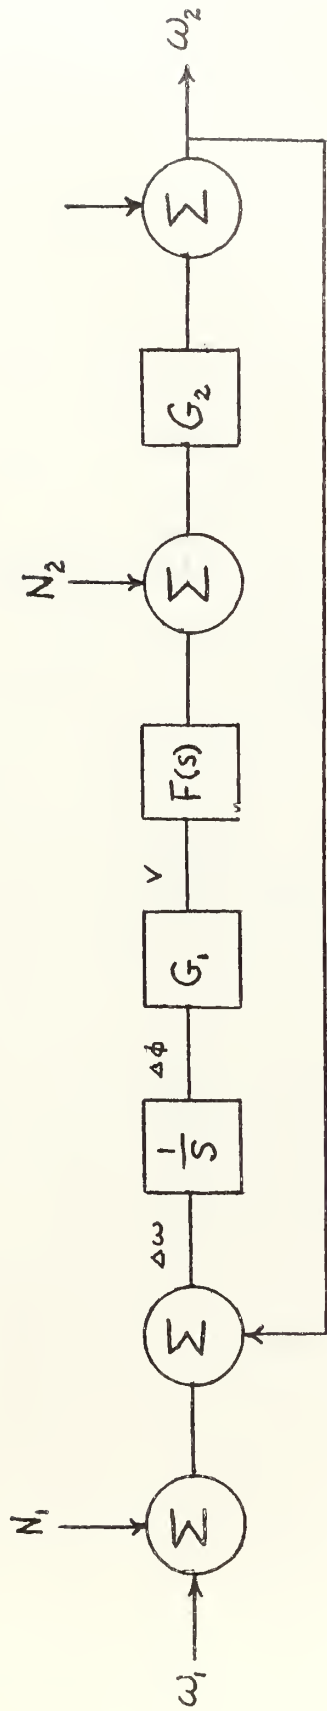 ω₁
N₁
Σ
Σ
Δω
1/S
Δφ
G₁
V
F(s)
N₂
Σ
G₂
Σ
ω₂